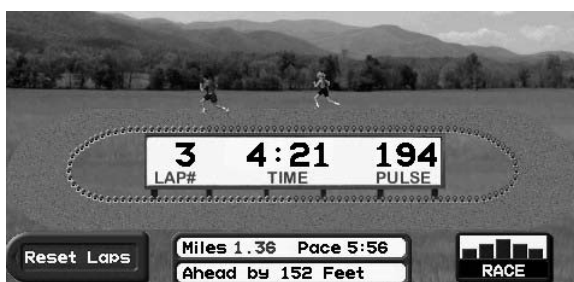 3 4:21 194
LAP# TIME PULSE
Reset Laps
Miles 1.36 Pace 5:56
Ahead by 152 Feet
RACE